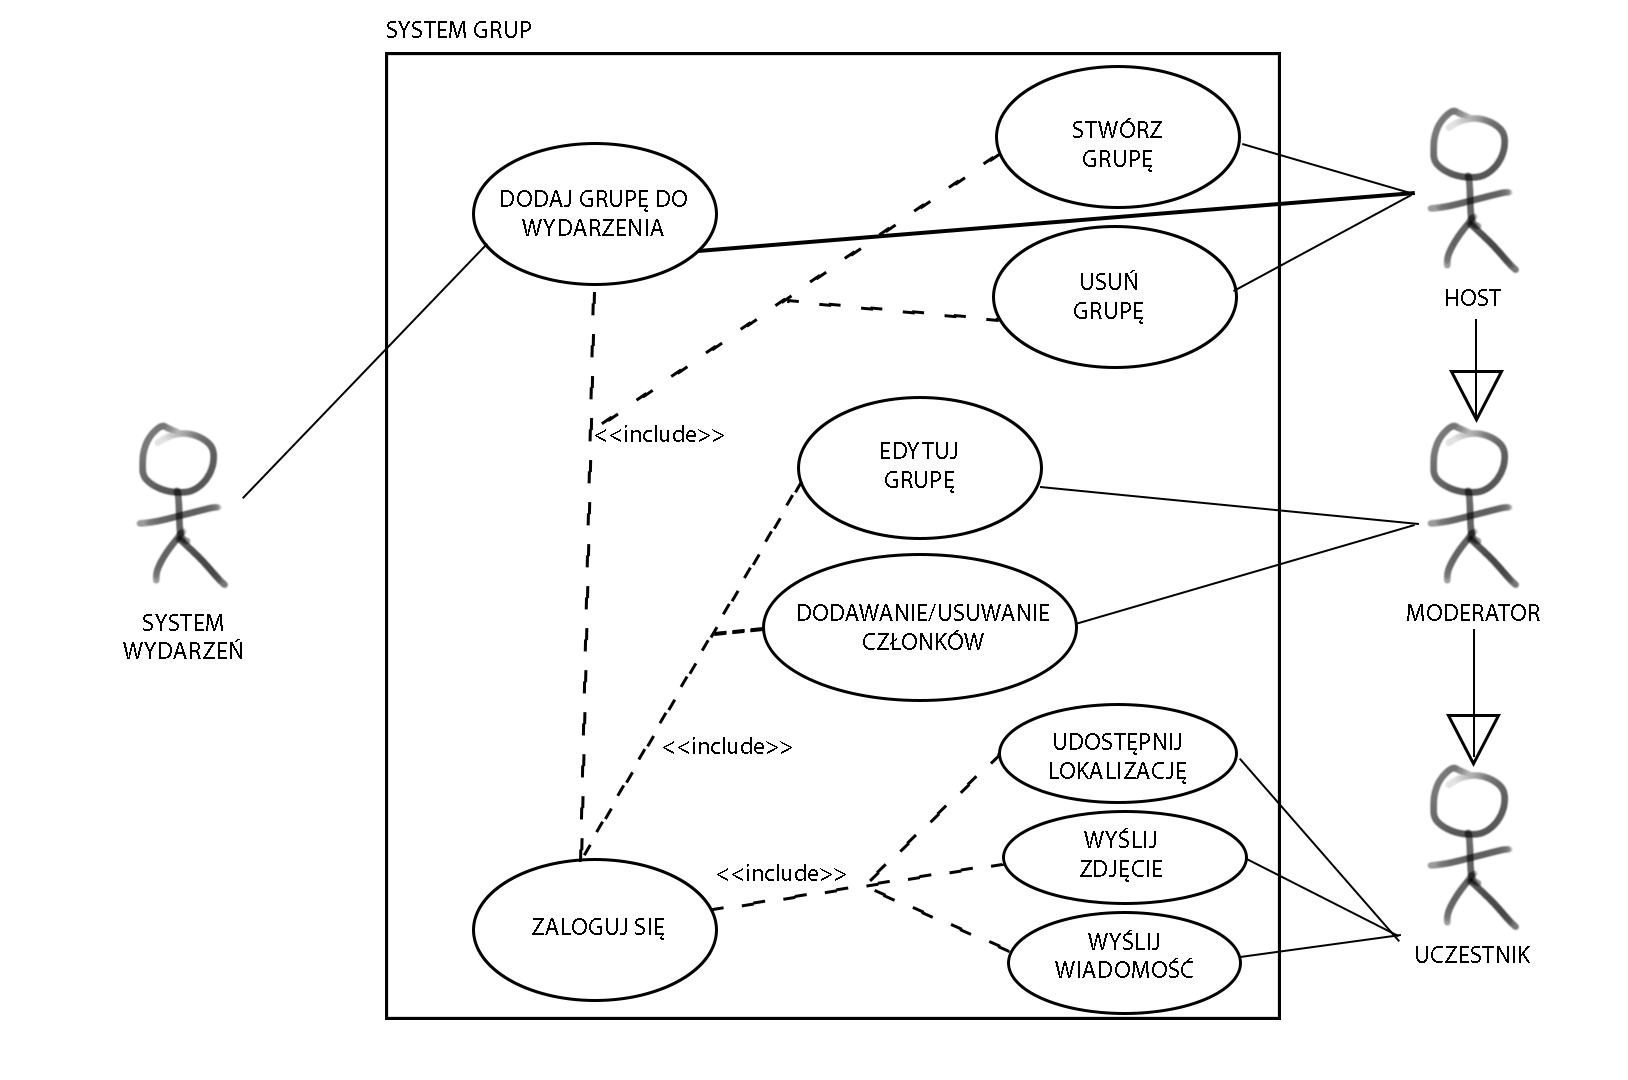 SYSTEM GRUP
STWÓRZ
GRUPĘ
DODAJ GRUPĘ DO
WYDARZENIA
USUŃ
GRUPĘ
HOST
<<include>>
EDYTUJ
GRUPĘ
DODAWANIE/USUWANIE
CZŁONKÓW
MODERATOR
SYSTEM
WYDARZEŃ
<<include>>
UDOSTĘPNIJ
LOKALIZACJĘ
WYŚLIJ
ZDJĘCIE
<<include>>
ZALOGUJ SIĘ
WYŚLIJ
WIADOMOŚĆ
UCZESTNIK